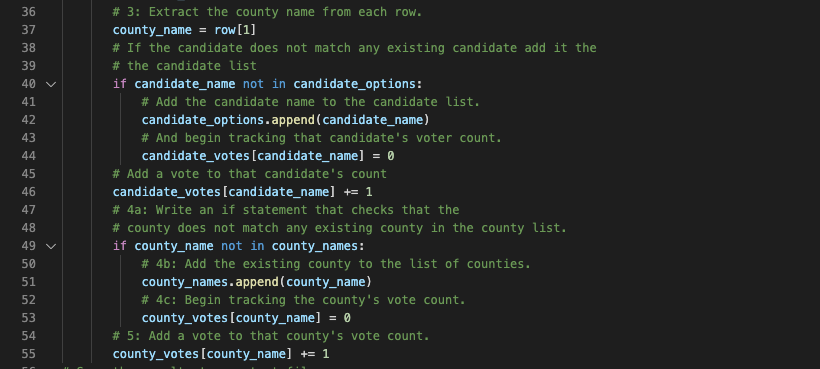 36 # 3: Extract the county name from each row.
37 county_name = row[1]
38 # If the candidate does not match any existing candidate add it the
39 # the candidate list
40 if candidate_name not in candidate_options:
41 # Add the candidate name to the candidate list.
42 candidate_options.append(candidate_name)
43 # And begin tracking that candidate's voter count.
44 candidate_votes[candidate_name] = 0
45 # Add a vote to that candidate's count
46 candidate_votes[candidate_name] += 1
47 # 4a: Write an if statement that checks that the
48 # county does not match any existing county in the county list.
49 if county_name not in county_names:
50 # 4b: Add the existing county to the list of counties.
51 county_names.append(county_name)
52 # 4c: Begin tracking the county's vote count.
53 county_votes[county_name] = 0
54 # 5: Add a vote to that county's vote count.
55 county_votes[county_name] += 1